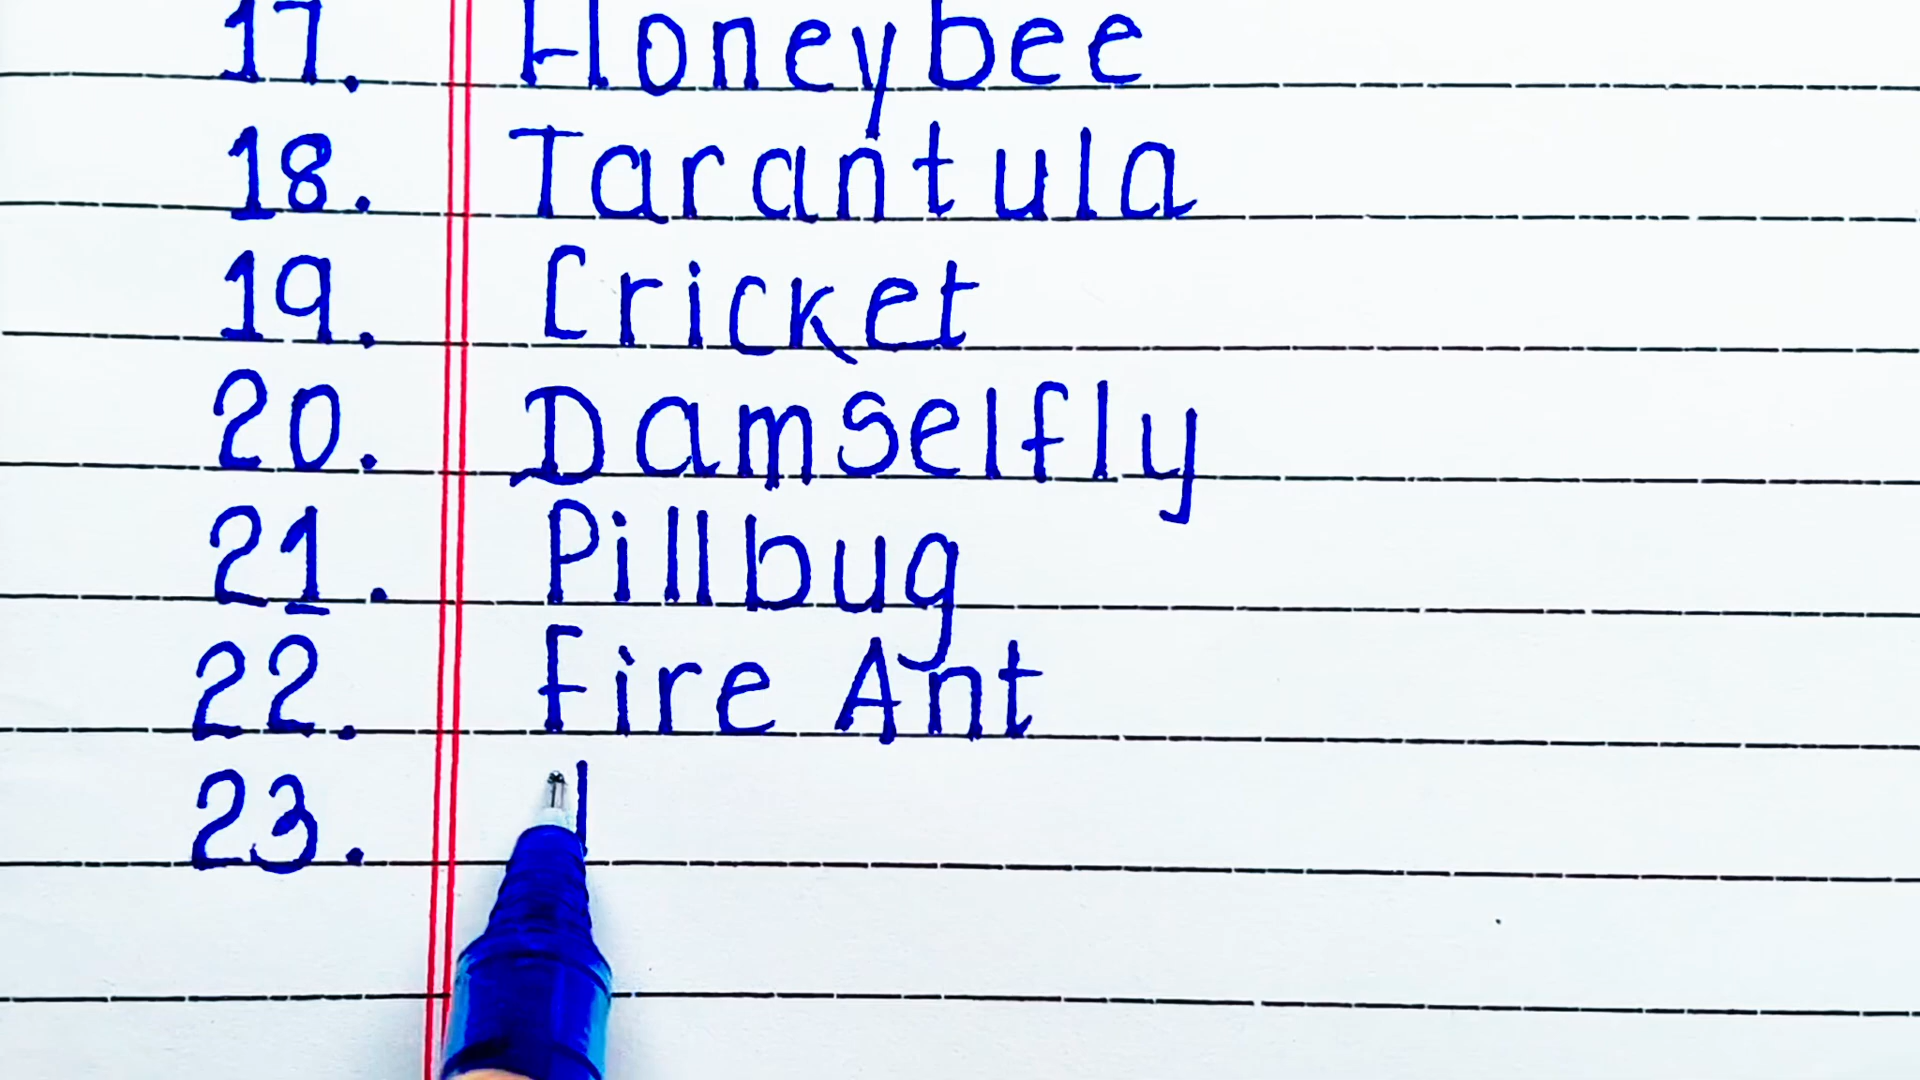 17. Honeybee
18. Tarantula
19. Cricket
20. Damselfly
21. Pillbug
22. Fire Ant
23.